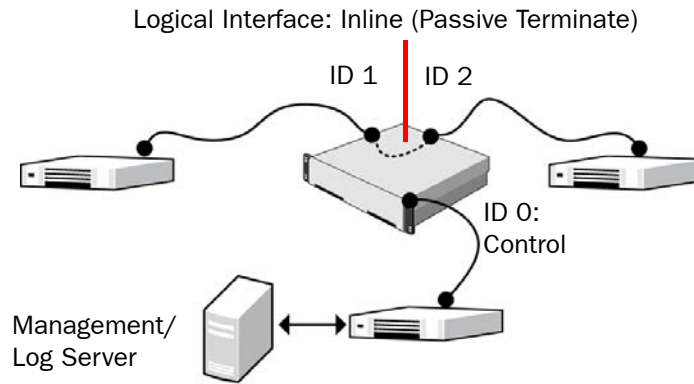 Logical Interface: Inline (Passive Terminate)
ID 1
ID 2
ID 0:
Control
Management/
Log Server